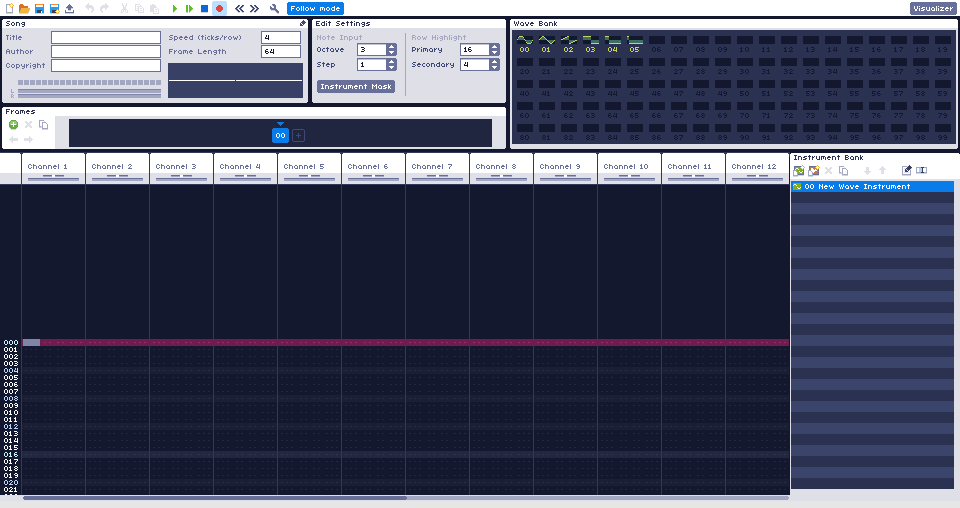 Follow mode
Visualizer
Song
Title
Author
Copyright
Speed (ticks/row) 4
Frame Length 64
L
R
Edit Settings
Note Input
Octave 3
Step 1
Instrument Mask
Row Highlight
Primary 16
Secondary 4
Wave Bank
00 01 02 03 04 05 06 07 08 09 10 11 12 13 14 15 16 17 18 19
20 21 22 23 24 25 26 27 28 29 30 31 32 33 34 35 36 37 38 39
40 41 42 43 44 45 46 47 48 49 50 51 52 53 54 55 56 57 58 59
60 61 62 63 64 65 66 67 68 69 70 71 72 73 74 75 76 77 78 79
80 81 82 83 84 85 86 87 88 89 90 91 92 93 94 95 96 97 98 99
Frames
00 +
Channel 1 Channel 2 Channel 3 Channel 4 Channel 5 Channel 6 Channel 7 Channel 8 Channel 9 Channel 10 Channel 11 Channel 12
Instrument Bank
00 New Wave Instrument
000
001
002
003
004
005
006
007
008
009
010
011
012
013
014
015
016
017
018
019
020
021